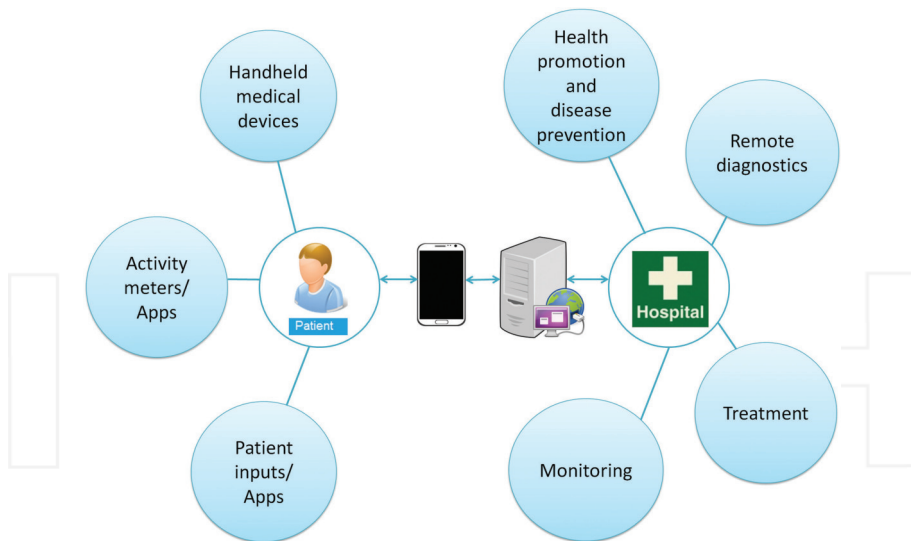 Handheld
medical
devices
Activity
meters/
Apps
Patient
inputs/
Apps
Patient
Health
promotion
and
disease
prevention
Remote
diagnostics
Hospital
Treatment
Monitoring